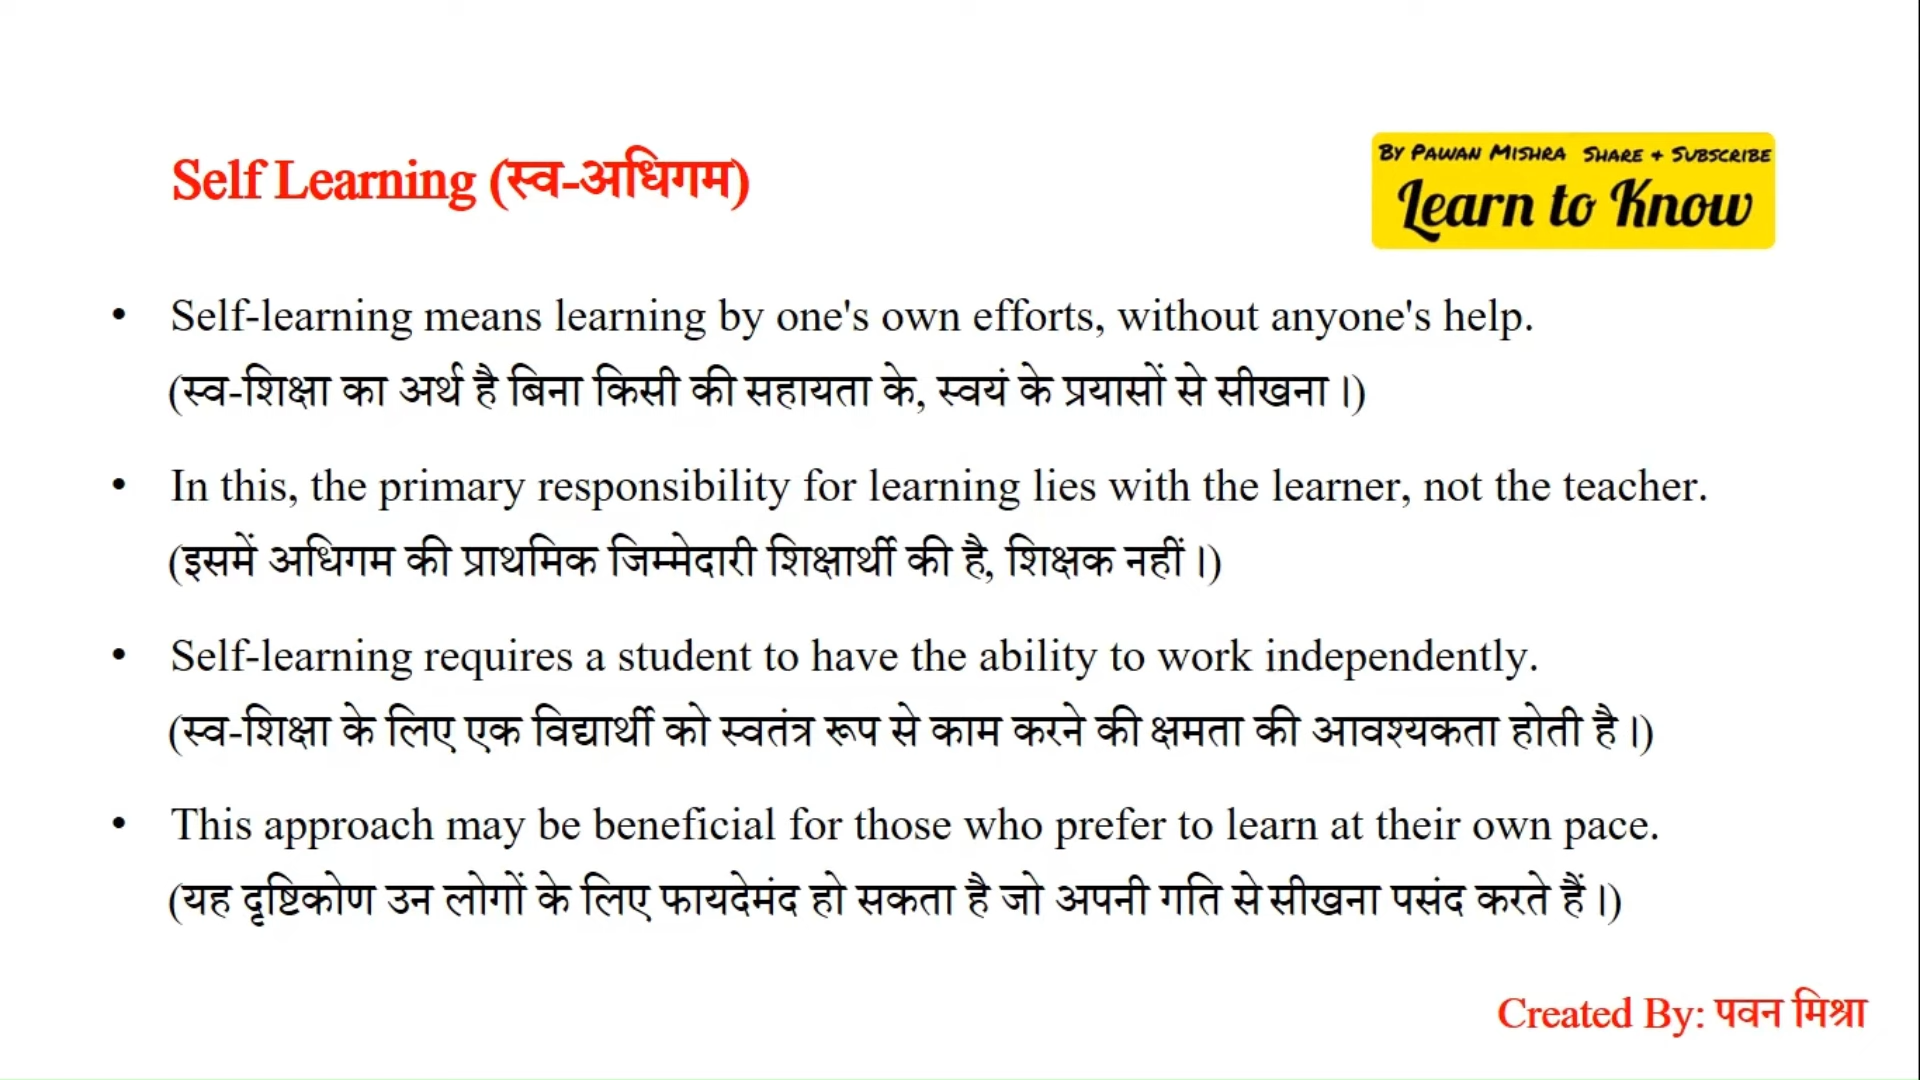 Self Learning (स्व-अधिगम)
By Pawan Mishra Share + Subscribe
Learn to Know
• Self-learning means learning by one's own efforts, without anyone's help.
(स्व-शिक्षा का अर्थ है बिना किसी की सहायता के, स्वयं के प्रयासों से सीखना।)
• In this, the primary responsibility for learning lies with the learner, not the teacher.
(इसमें अधिगम की प्राथमिक जिम्मेदारी शिक्षार्थी की है, शिक्षक नहीं।)
• Self-learning requires a student to have the ability to work independently.
(स्व-शिक्षा के लिए एक विद्यार्थी को स्वतंत्र रूप से काम करने की क्षमता की आवश्यकता होती है।)
• This approach may be beneficial for those who prefer to learn at their own pace.
(यह दृष्टिकोण उन लोगों के लिए फायदेमंद हो सकता है जो अपनी गति से सीखना पसंद करते हैं।)
Created By: पवन मिश्रा